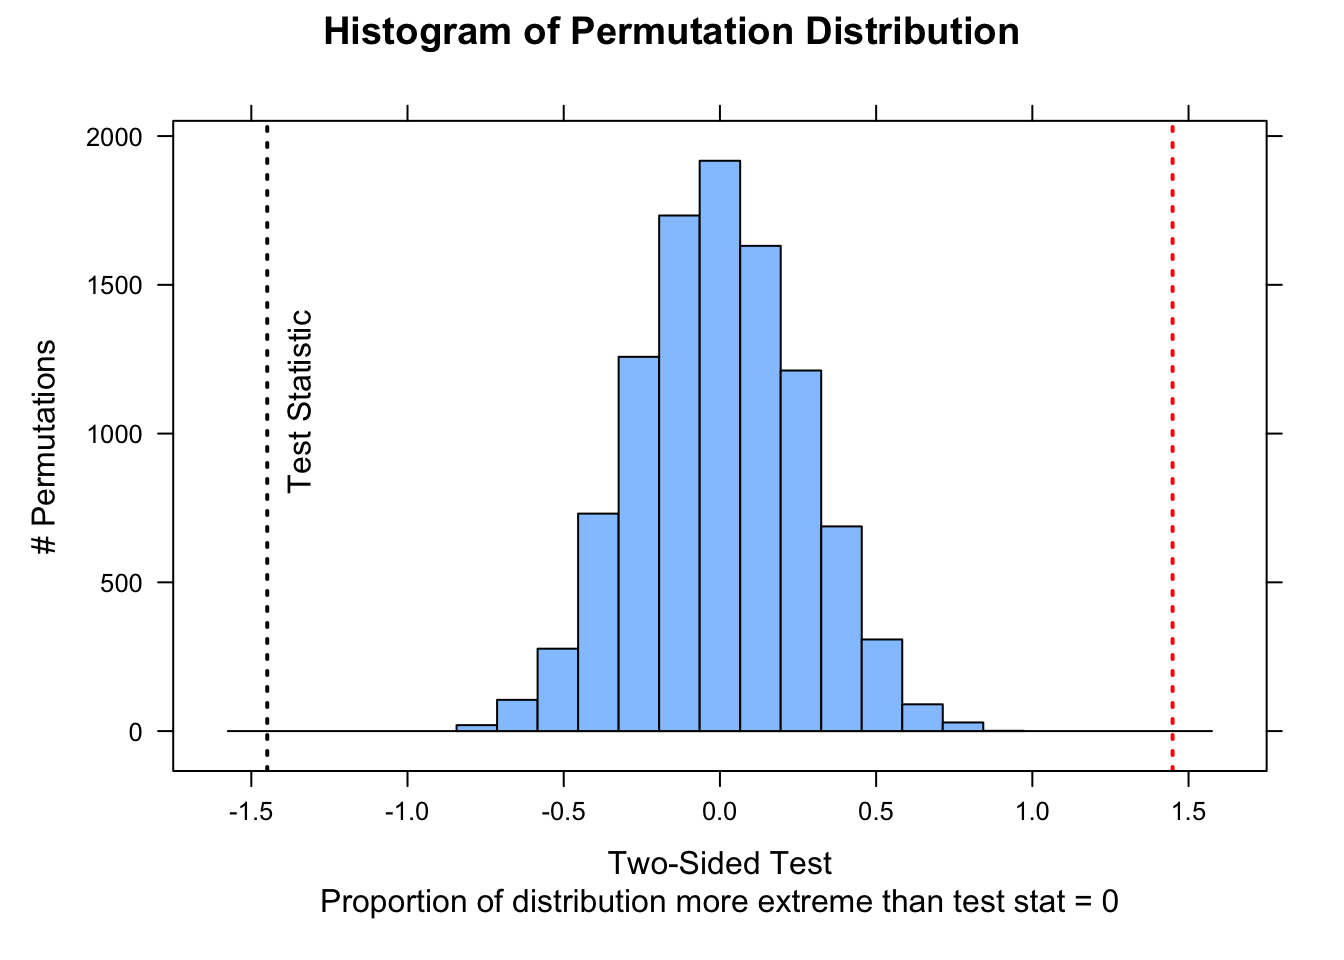 Histogram of Permutation Distribution
2000
1500
1000
500
0
# Permutations
Test Statistic
-1.5 -1.0 -0.5 0.0 0.5 1.0 1.5
Two-Sided Test
Proportion of distribution more extreme than test stat = 0